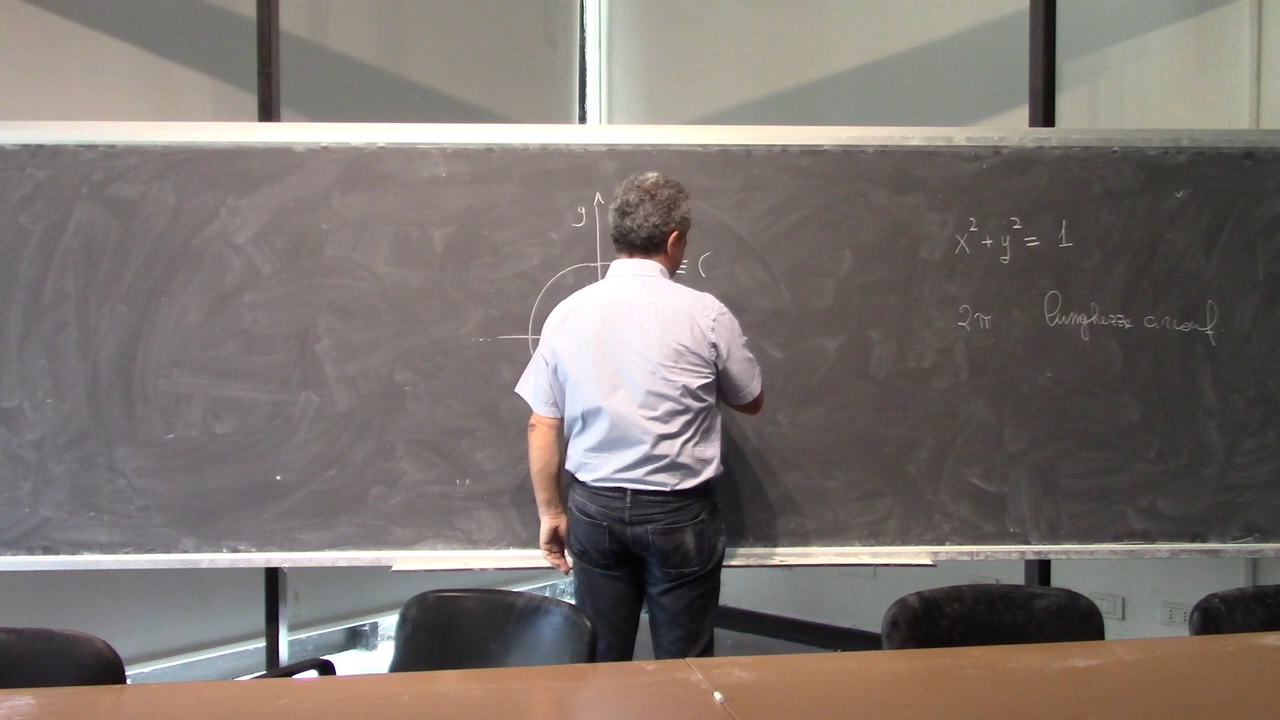 y
= (
x² + y² = 1
2π lunghezza circonf.